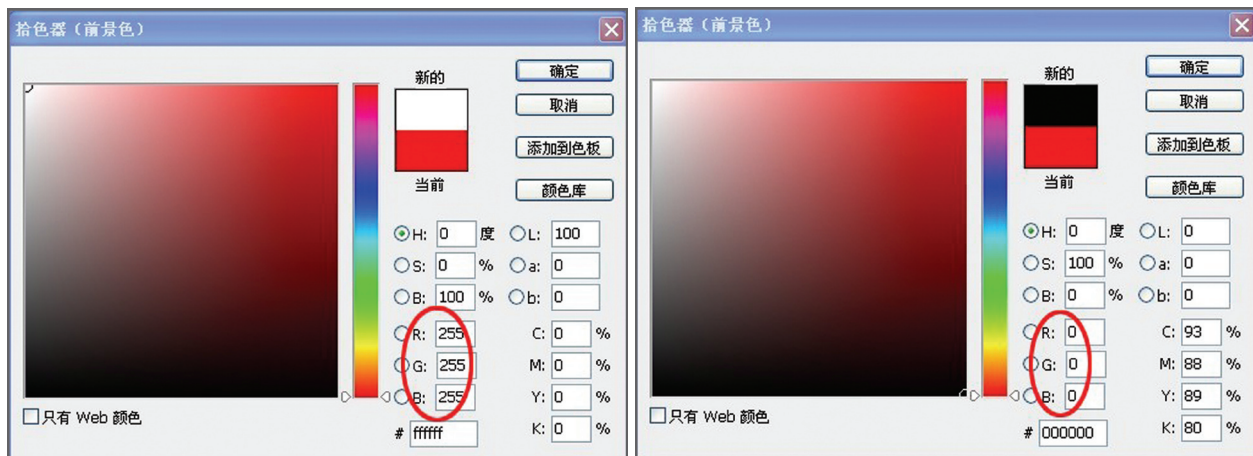 拾色器（前景色）
新的
确定
取消
添加到色板
当前
颜色库
H: 0 度 L: 100
S: 0 % a: 0
B: 100 % b: 0
R: 255 C: 0 %
G: 255 M: 0 %
B: 255 Y: 0 %
只有 Web 颜色
# ffffff K: 0 %
拾色器（前景色）
新的
确定
取消
添加到色板
当前
颜色库
H: 0 度 L: 0
S: 100 % a: 0
B: 0 % b: 0
R: 0 C: 93 %
G: 0 M: 88 %
B: 0 Y: 89 %
只有 Web 颜色
# 000000 K: 80 %